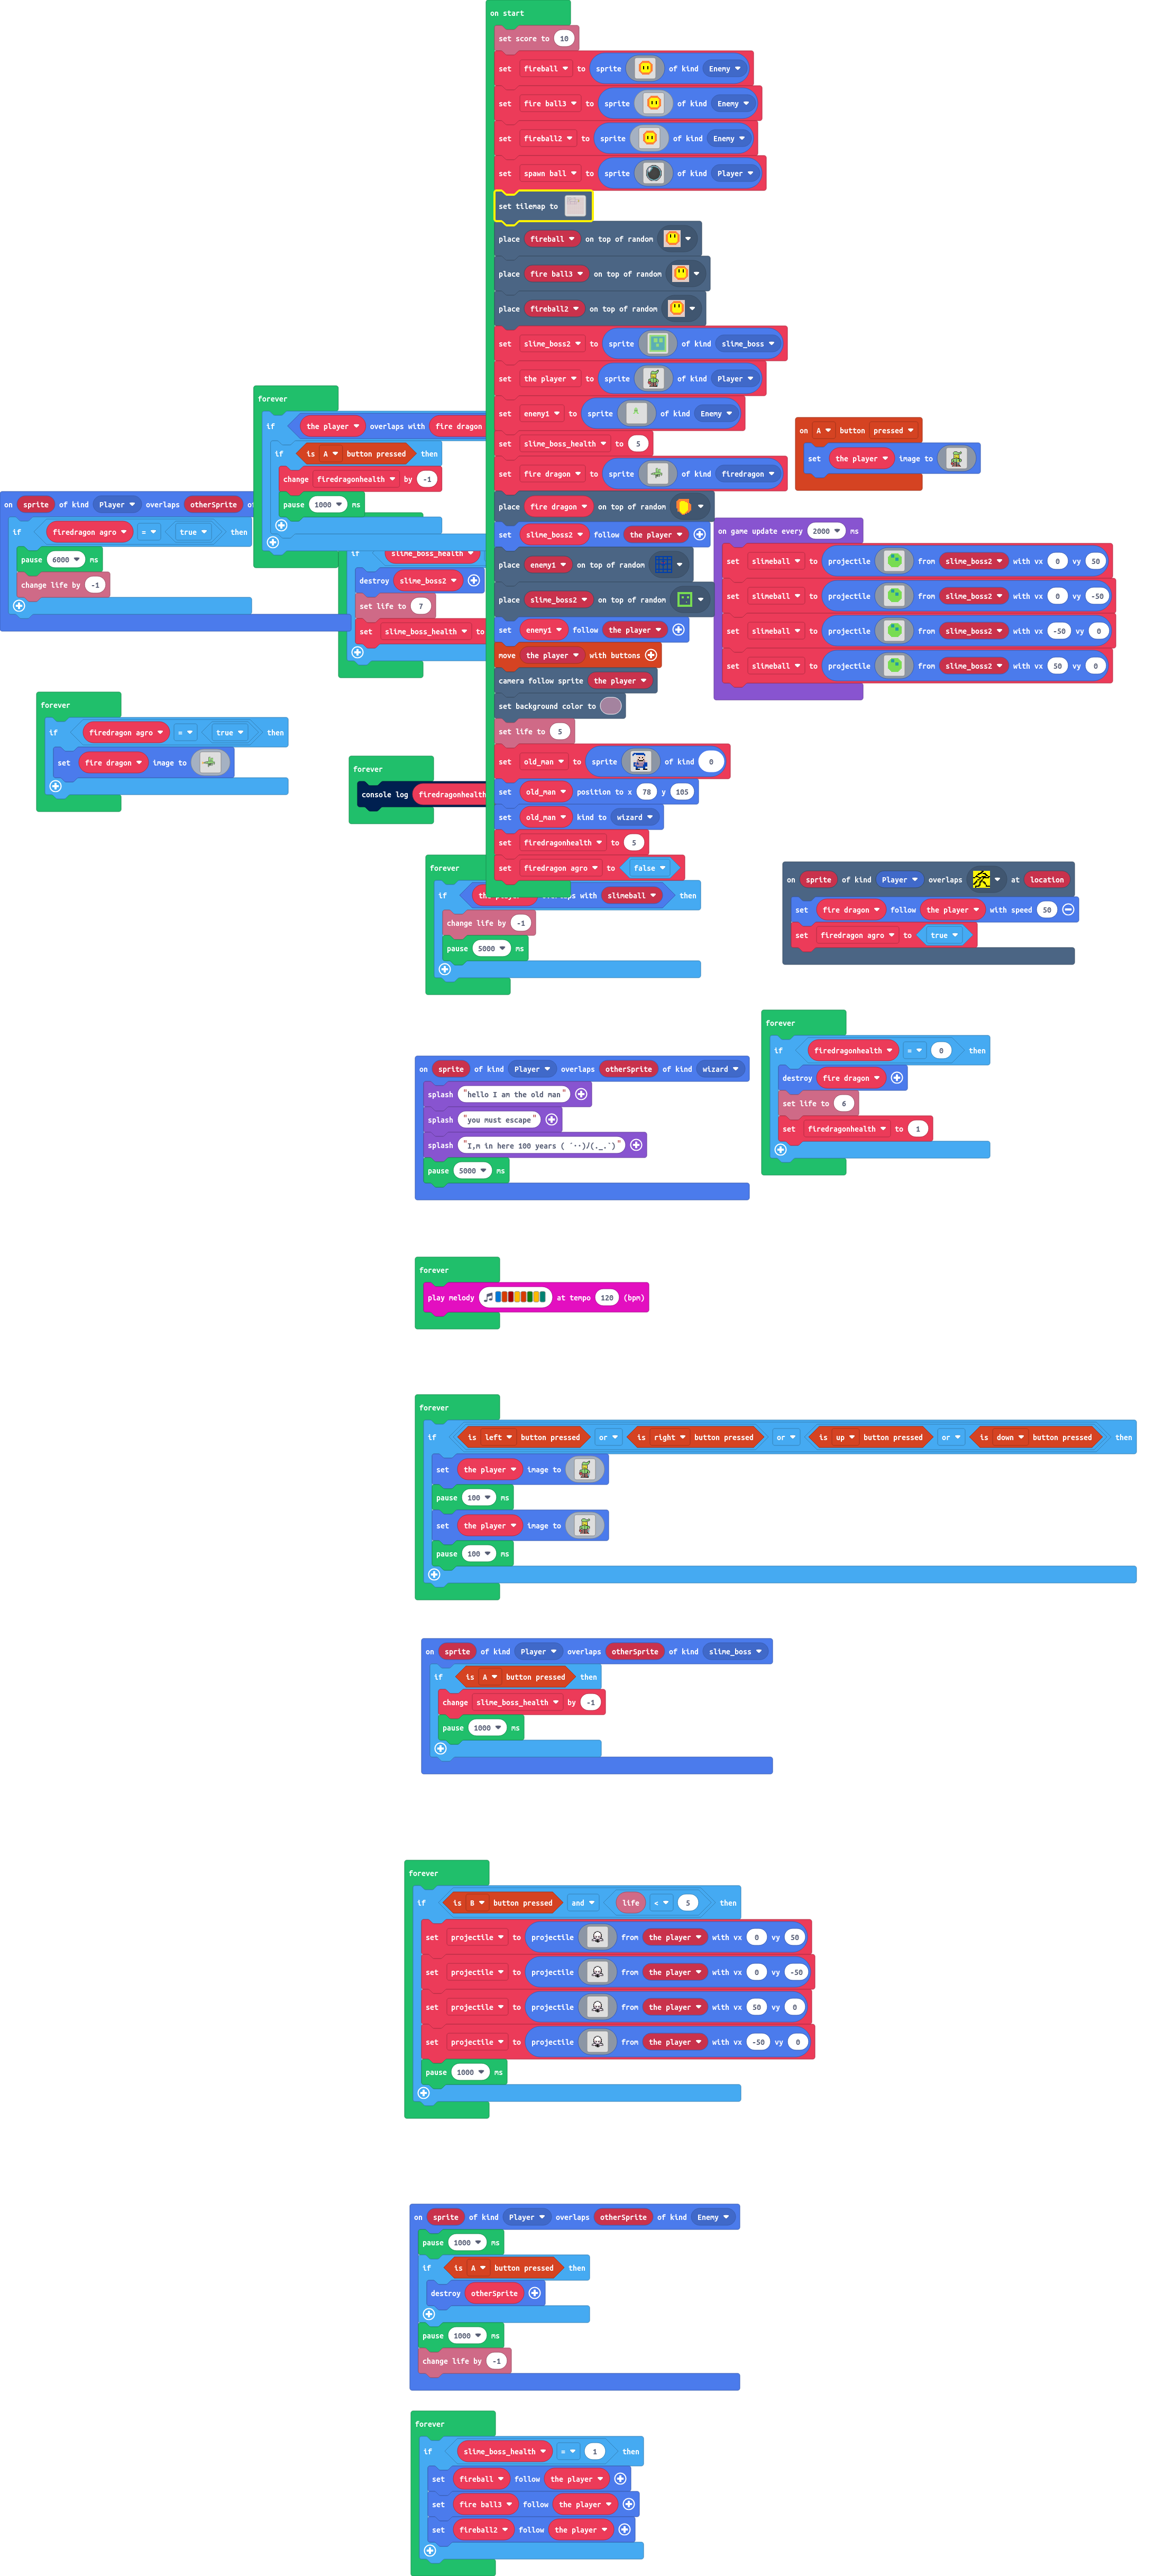 on start
set score to 10
set fireball to sprite of kind Enemy
set fire ball3 to sprite of kind Enemy
set fireball2 to sprite of kind Enemy
set spawn ball to sprite of kind Player
set tilemap to
place fireball on top of random
place fire ball3 on top of random
place fireball2 on top of random
set slime_boss2 to sprite of kind slime_boss
set the player to sprite of kind Player
set enemy1 to sprite of kind Enemy
set slime_boss_health to 5
set fire dragon to sprite of kind firedragon
place fire dragon on top of random
set slime_boss2 follow the player
place enemy1 on top of random
place slime_boss2 on top of random
set enemy1 follow the player
move the player with buttons
camera follow sprite the player
set background color to
set life to 5
set old_man to sprite of kind 0
set old_man position to x 78 y 105
set old_man kind to wizard
set firedragonhealth to 5
set firedragon agro to false
forever
if the player overlaps with fire dragon
if is A button pressed then
change firedragonhealth by -1
pause 1000 ms
on sprite of kind Player overlaps otherSprite
if firedragon agro = true then
pause 6000 ms
change life by -1
if slime_boss_health
destroy slime_boss2
set life to 7
set slime_boss_health to
on A button pressed
set the player image to
on game update every 2000 ms
set slimeball to projectile from slime_boss2 with vx 0 vy 50
set slimeball to projectile from slime_boss2 with vx 0 vy -50
set slimeball to projectile from slime_boss2 with vx -50 vy 0
set slimeball to projectile from slime_boss2 with vx 50 vy 0
forever
if firedragon agro = true then
set fire dragon image to
forever
console log firedragonhealth
forever
if with slimeball then
change life by -1
pause 5000 ms
on sprite of kind Player overlaps at location
set fire dragon follow the player with speed 50
set firedragon agro to true
forever
if firedragonhealth = 0 then
destroy fire dragon
set life to 6
set firedragonhealth to 1
on sprite of kind Player overlaps otherSprite of kind wizard
splash "hello I am the old man"
splash "you must escape"
splash "I,m in here 100 years ( ´･･)ﾉ(._.`)"
pause 5000 ms
forever
play melody at tempo 120 (bpm)
forever
if is left button pressed or is right button pressed or is up button pressed or is down button pressed then
set the player image to
pause 100 ms
set the player image to
pause 100 ms
on sprite of kind Player overlaps otherSprite of kind slime_boss
if is A button pressed then
change slime_boss_health by -1
pause 1000 ms
forever
if is B button pressed and life < 5 then
set projectile to projectile from the player with vx 0 vy 50
set projectile to projectile from the player with vx 0 vy -50
set projectile to projectile from the player with vx 50 vy 0
set projectile to projectile from the player with vx -50 vy 0
pause 1000 ms
on sprite of kind Player overlaps otherSprite of kind Enemy
pause 1000 ms
if is A button pressed then
destroy otherSprite
pause 1000 ms
change life by -1
forever
if slime_boss_health = 1 then
set fireball follow the player
set fire ball3 follow the player
set fireball2 follow the player